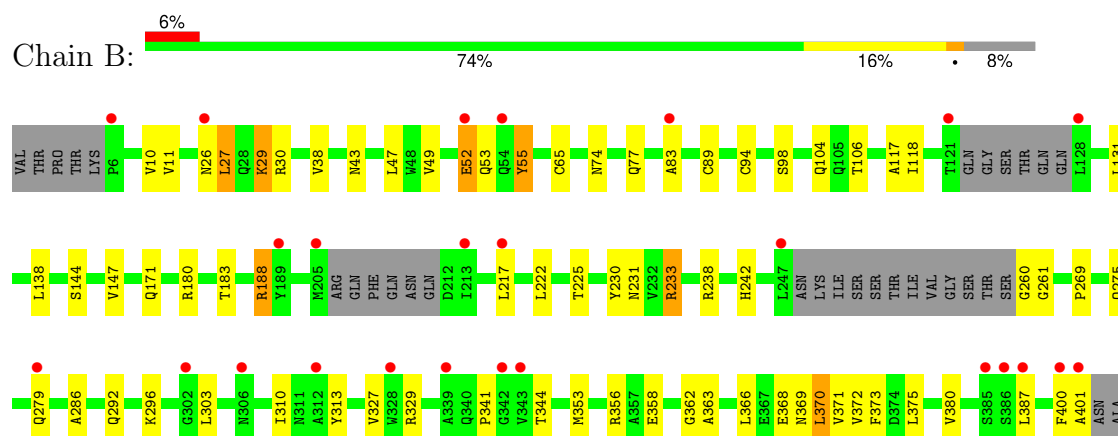 6%
Chain B:
74% 16% • 8%
VAL THR PRO THR LYS P6 V10 V11 N26 L27 Q28 K29 R30 V38 N43 L47 W48 V49 E52 Q53 Q54 Y55 C65 N74 Q77 A83 C89 C94 S98 Q104 Q105 T106 A117 I118 T121 GLN GLY SER THR GLN GLN L128 L131
L138 S144 V147 Q171 R180 T183 R188 Y189 M205 ARG GLN PHE GLN ASN GLN D212 I213 L217 L222 T225 Y230 N231 V232 R233 R238 H242 L247 ASN LYS ILE SER SER THR ILE VAL GLY SER THR SER G260 G261 P269
Q279 A286 Q292 K296 G302 L303 N306 I310 N311 A312 Y313 V327 W328 R329 A339 Q340 P341 G342 V343 T344 M353 R356 A357 E358 G362 A363 L366 E367 E368 N369 L370 V371 V372 F373 D374 L375 V380 S385 S386 L387 F400 A401 ASN